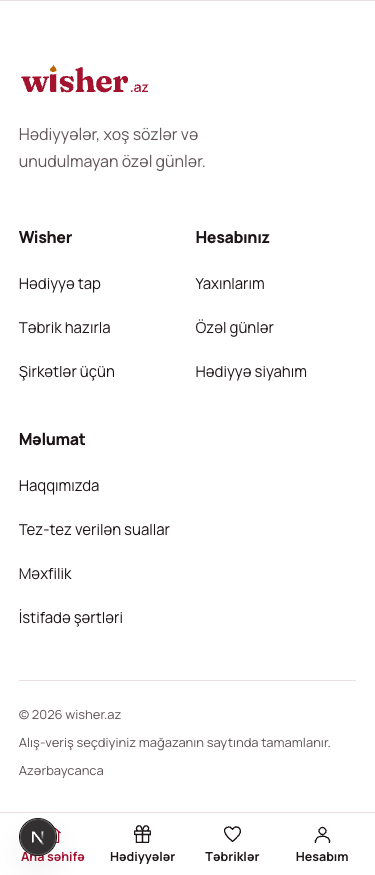 wisher.az
Hədiyyələr, xoş sözlər və
unudulmayan özəl günlər.
Wisher
Hədiyyə tap
Təbrik hazırla
Şirkətlər üçün
Hesabınız
Yaxınlarım
Özəl günlər
Hədiyyə siyahım
Məlumat
Haqqımızda
Tez-tez verilən suallar
Məxfilik
İstifadə şərtləri
© 2026 wisher.az
Alış-veriş seçdiyiniz mağazanın saytında tamamlanır.
Azərbaycanca
N
Ana səhifə
Hədiyyələr
Təbriklər
Hesabım